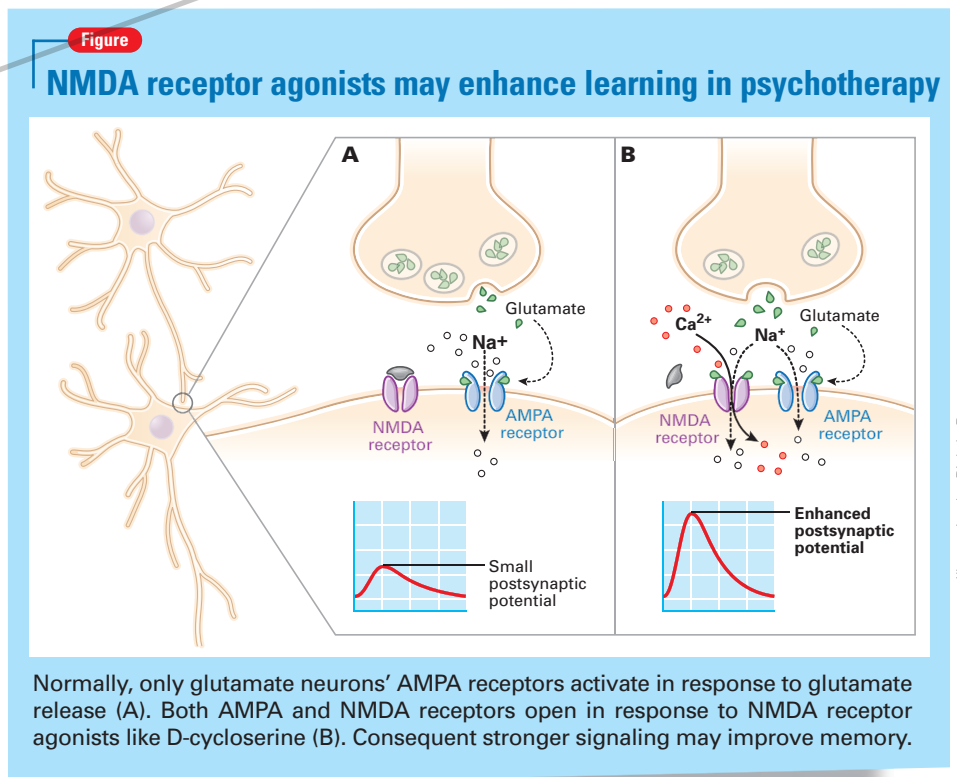 Figure
NMDA receptor agonists may enhance learning in psychotherapy
A
Glutamate
Na+
NMDA
receptor
AMPA
receptor
Small
postsynaptic
potential
B
Ca2+
Na+
Glutamate
NMDA
receptor
AMPA
receptor
Enhanced
postsynaptic
potential
Normally, only glutamate neurons’ AMPA receptors activate in response to glutamate
release (A). Both AMPA and NMDA receptors open in response to NMDA receptor
agonists like D-cycloserine (B). Consequent stronger signaling may improve memory.